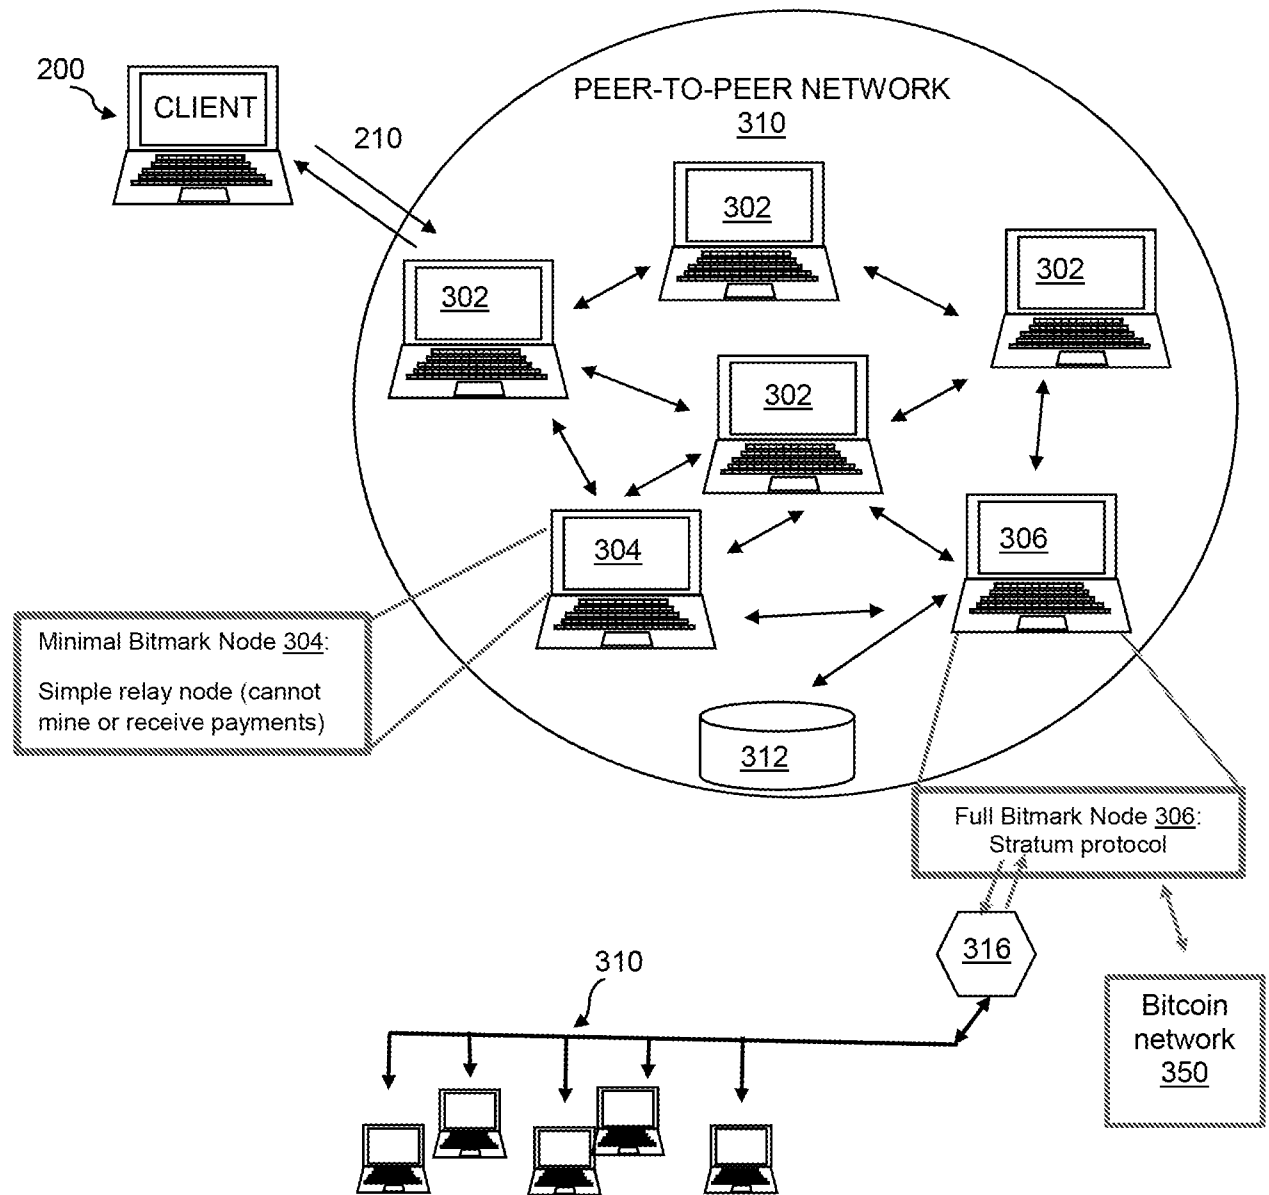 200
CLIENT
210
PEER-TO-PEER NETWORK
310
302
302
302
302
304
306
Minimal Bitmark Node 304:
Simple relay node (cannot
mine or receive payments)
312
Full Bitmark Node 306:
Stratum protocol
316
310
Bitcoin
network
350